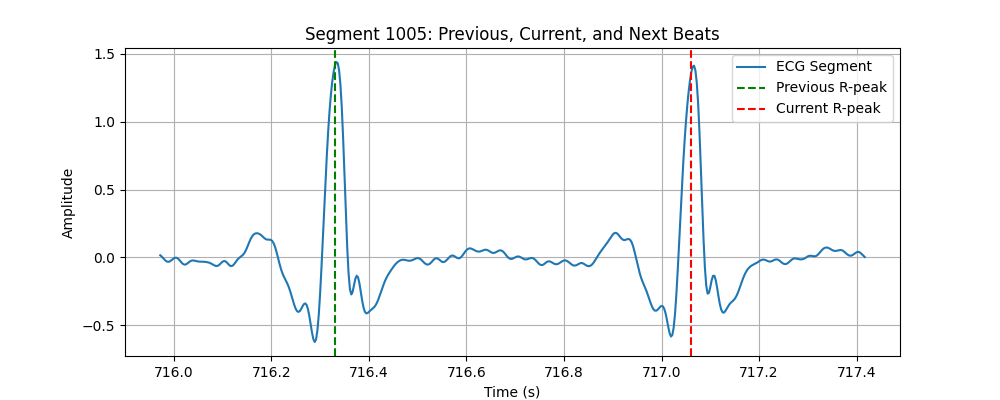 Segment 1005: Previous, Current, and Next Beats
1.5
1.0
0.5
0.0
−0.5
Amplitude
ECG Segment
Previous R-peak
Current R-peak
716.0 716.2 716.4 716.6 716.8 717.0 717.2 717.4
Time (s)